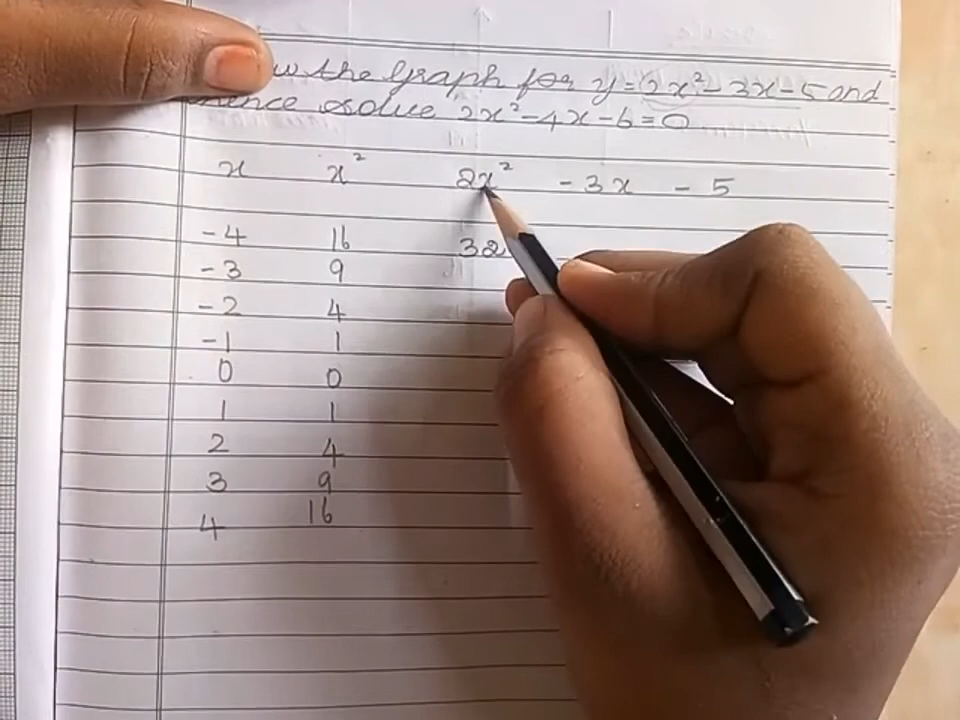 the Graph for y=2x²-3x-5 and
hence solve 2x²-4x-6=0
x x² 2x² -3x -5
-4 16 32
-3 9
-2 4
-1 1
0 0
1 1
2 4
3 9
4 16